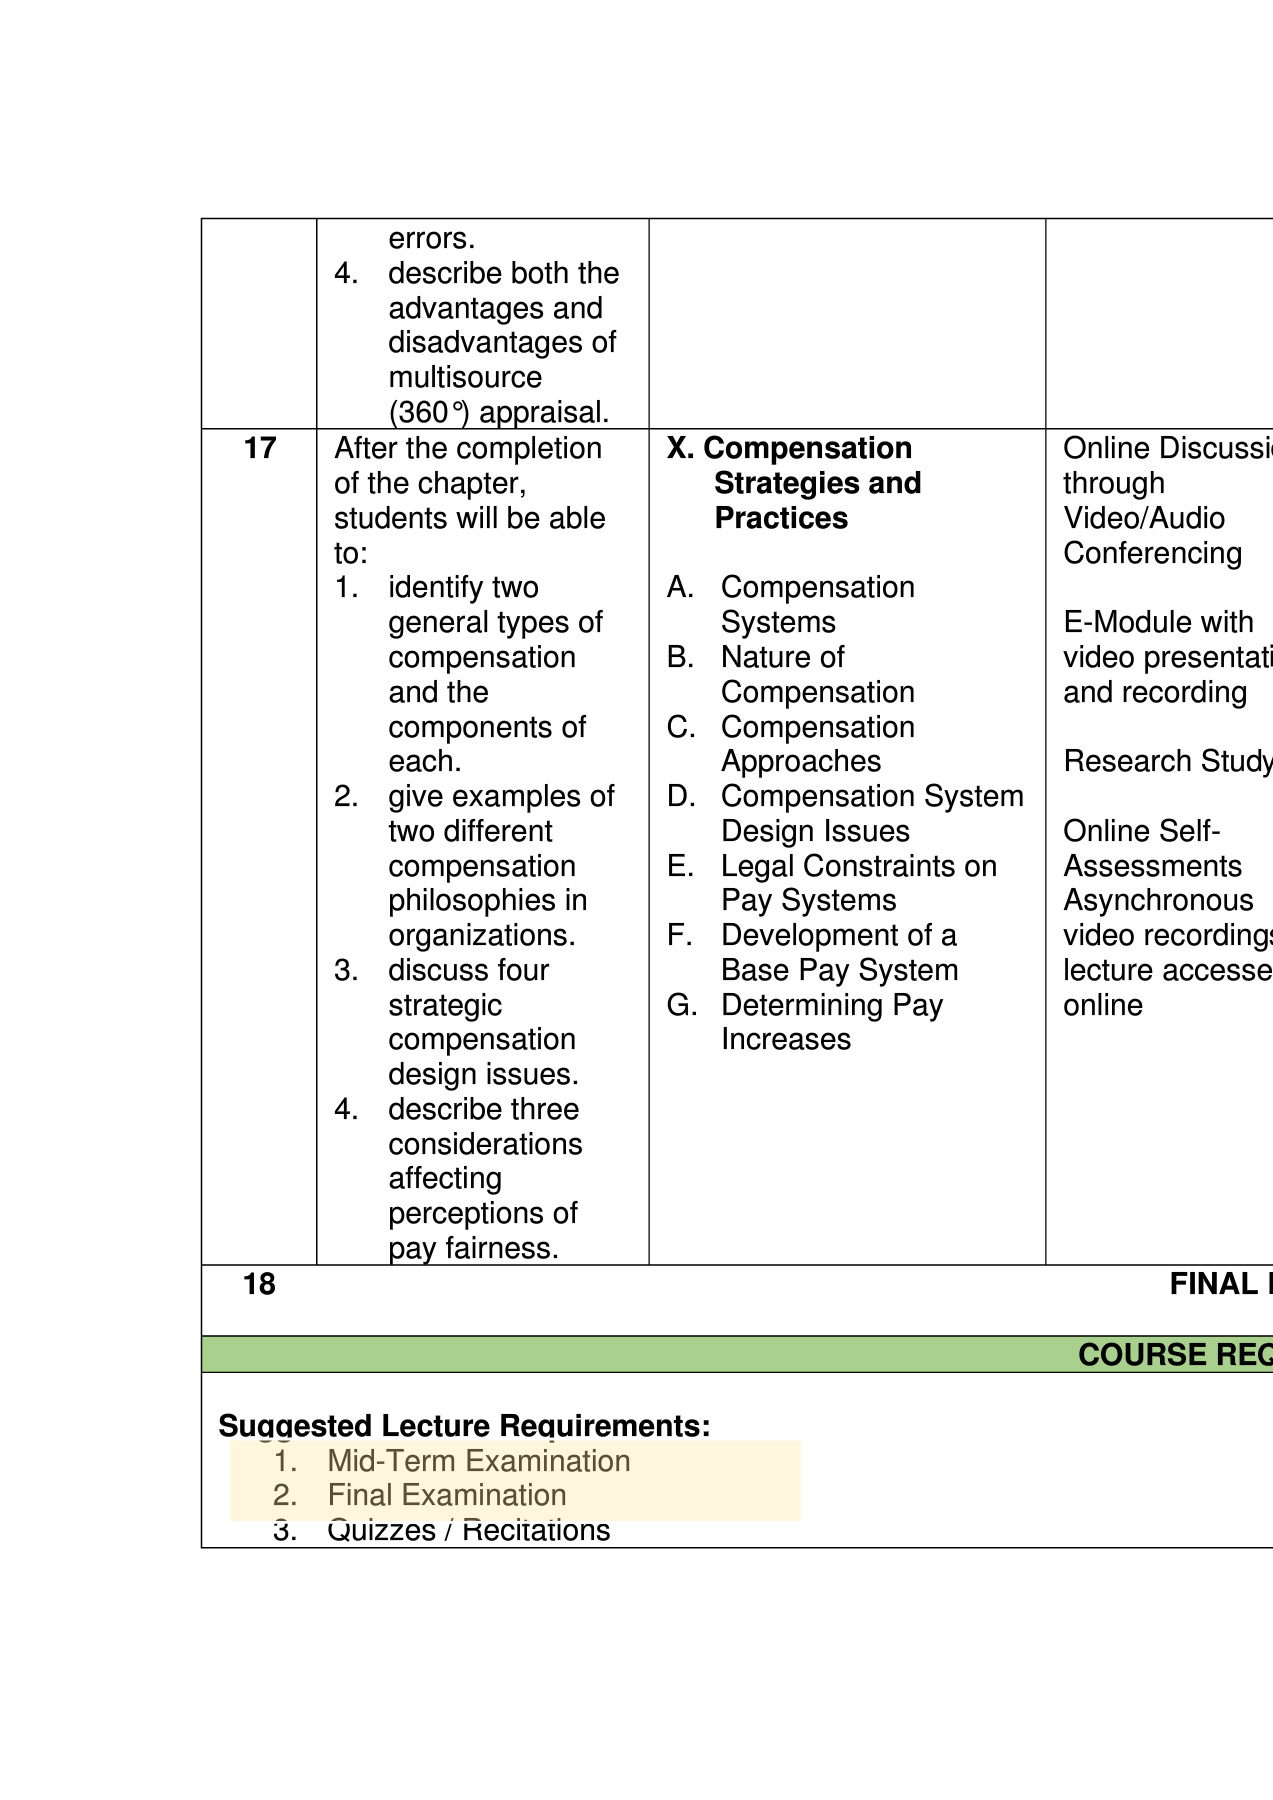 errors.
4. describe both the
advantages and
disadvantages of
multisource
(360°) appraisal.
17
After the completion
of the chapter,
students will be able
to:
1. identify two
general types of
compensation
and the
components of
each.
2. give examples of
two different
compensation
philosophies in
organizations.
3. discuss four
strategic
compensation
design issues.
4. describe three
considerations
affecting
perceptions of
pay fairness.
X. Compensation
Strategies and
Practices
A. Compensation
Systems
B. Nature of
Compensation
C. Compensation
Approaches
D. Compensation System
Design Issues
E. Legal Constraints on
Pay Systems
F. Development of a
Base Pay System
G. Determining Pay
Increases
Online Discussi
through
Video/Audio
Conferencing
E-Module with
video presentati
and recording
Research Study
Online Self-
Assessments
Asynchronous
video recordings
lecture accesse
online
18
FINAL
COURSE REQ
Suggested Lecture Requirements:
1. Mid-Term Examination
2. Final Examination
3. Quizzes / Recitations